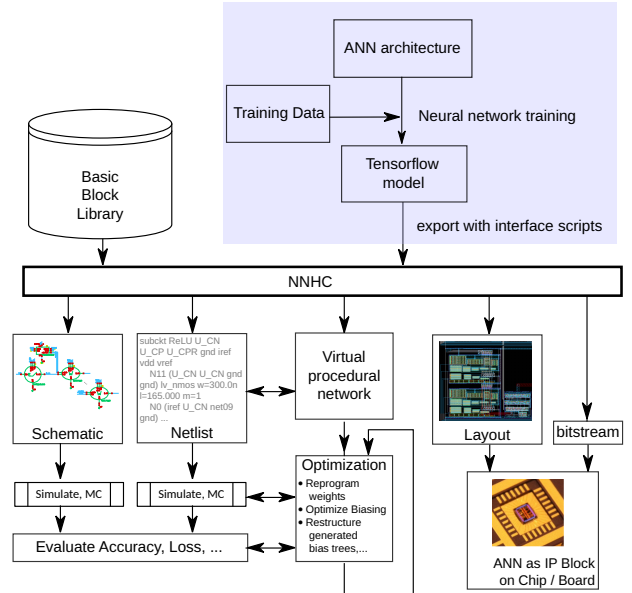 ANN architecture
Training Data
Neural network training
Tensorflow
model
export with interface scripts
Basic
Block
Library
NNHC
subckt ReLU U_CN
U_CP U_CPR gnd iref
vdd vref
N11 (U_CN U_CN gnd
gnd) lv_nmos w=300.0n
l=165.000 m=1
N0 (iref U_CN net09
gnd) ...
Schematic
Netlist
Virtual
procedural
network
Layout
bitstream
Simulate, MC
Simulate, MC
Optimization
• Reprogram
weights
• Optimize Biasing
• Restructure
generated
bias trees,...
Evaluate Accuracy, Loss, ...
ANN as IP Block
on Chip / Board